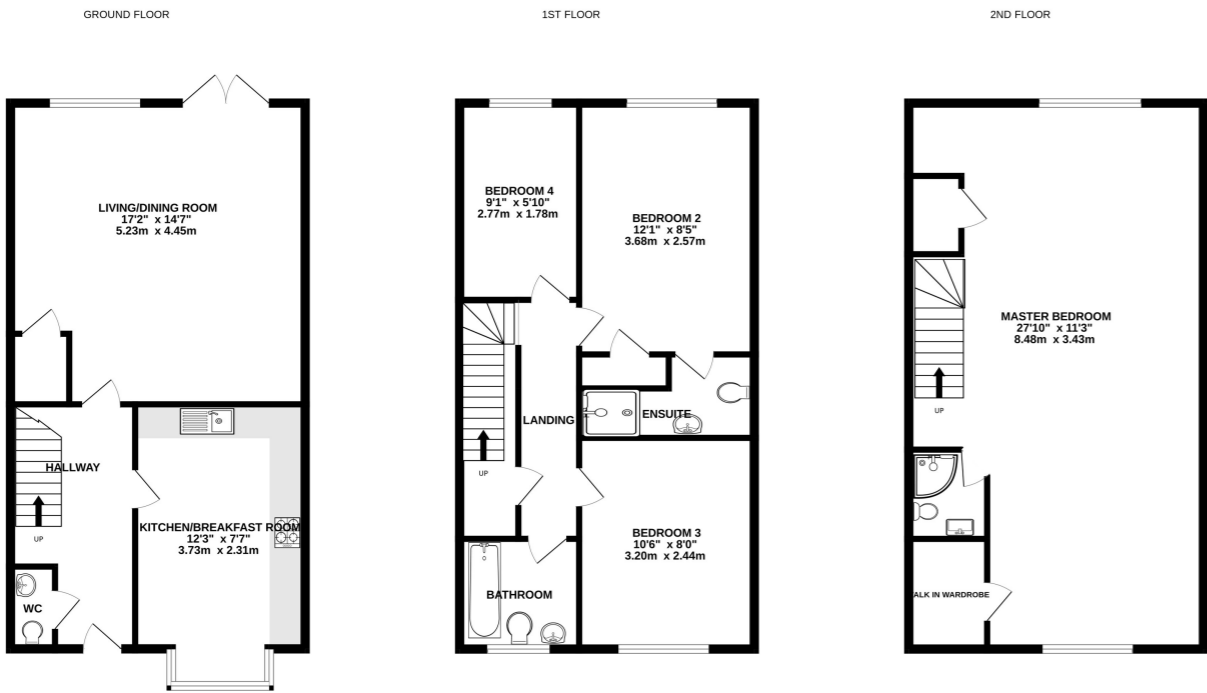 GROUND FLOOR
LIVING/DINING ROOM
17'2" x 14'7"
5.23m x 4.45m
HALLWAY
UP
KITCHEN/BREAKFAST ROOM
12'3" x 7'7"
3.73m x 2.31m
WC
1ST FLOOR
BEDROOM 4
9'1" x 5'10"
2.77m x 1.78m
BEDROOM 2
12'1" x 8'5"
3.68m x 2.57m
LANDING
ENSUITE
UP
BEDROOM 3
10'6" x 8'0"
3.20m x 2.44m
BATHROOM
2ND FLOOR
MASTER BEDROOM
27'10" x 11'3"
8.48m x 3.43m
UP
ALK IN WARDROBE